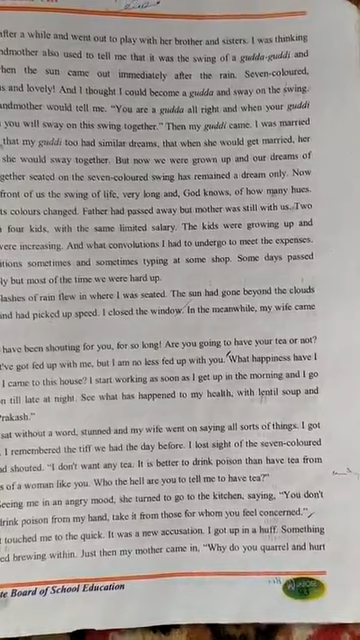 after a while and went out to play with her brother and sisters. I was thinking
ndmother also used to tell me that it was the swing of a gudda-guddi and
hen the sun came out immediately after the rain. Seven-coloured,
s and lovely! And I thought I could become a gudda and sway on the swing.
andmother would tell me. “You are a gudda all right and when your guddi
you will sway on this swing together.” Then my guddi came. I was married
that my guddi too had similar dreams, that when she would get married, her
she would sway together. But now we were grown up and our dreams of
gether seated on the seven-coloured swing has remained a dream only. Now
front of us the swing of life, very long and, God knows, of how many hues.
ts colours changed. Father had passed away but mother was still with us. Two
four kids, with the same limited salary. The kids were growing up and
were increasing. And what convolutions I had to undergo to meet the expenses.
itions sometimes and sometimes typing at some shop. Some days passed
ly but most of the time we were hard up.
lashes of rain flew in where I was seated. The sun had gone beyond the clouds
ind had picked up speed. I closed the window. In the meanwhile, my wife came
have been shouting for you, for so long! Are you going to have your tea or not?
t’ve got fed up with me, but I am no less fed up with you. What happiness have I
I came to this house? I start working as soon as I get up in the morning and I go
n till late at night. See what has happened to my health, with lentil soup and
Prakash.”
sat without a word, stunned and my wife went on saying all sorts of things. I got
I remembered the tiff we had the day before. I lost sight of the seven-coloured
ad shouted. “I don’t want any tea. It is better to drink poison than have tea from
s of a woman like you. Who the hell are you to tell me to have tea?”
Seeing me in an angry mood, she turned to go to the kitchen, saying, “You don’t
drink poison from my hand, take it from those for whom you feel concerned.”
t touched me to the quick. It was a new accusation. I got up in a huff. Something
ed brewing within. Just then my mother came in, “Why do you quarrel and hurt
te Board of School Education